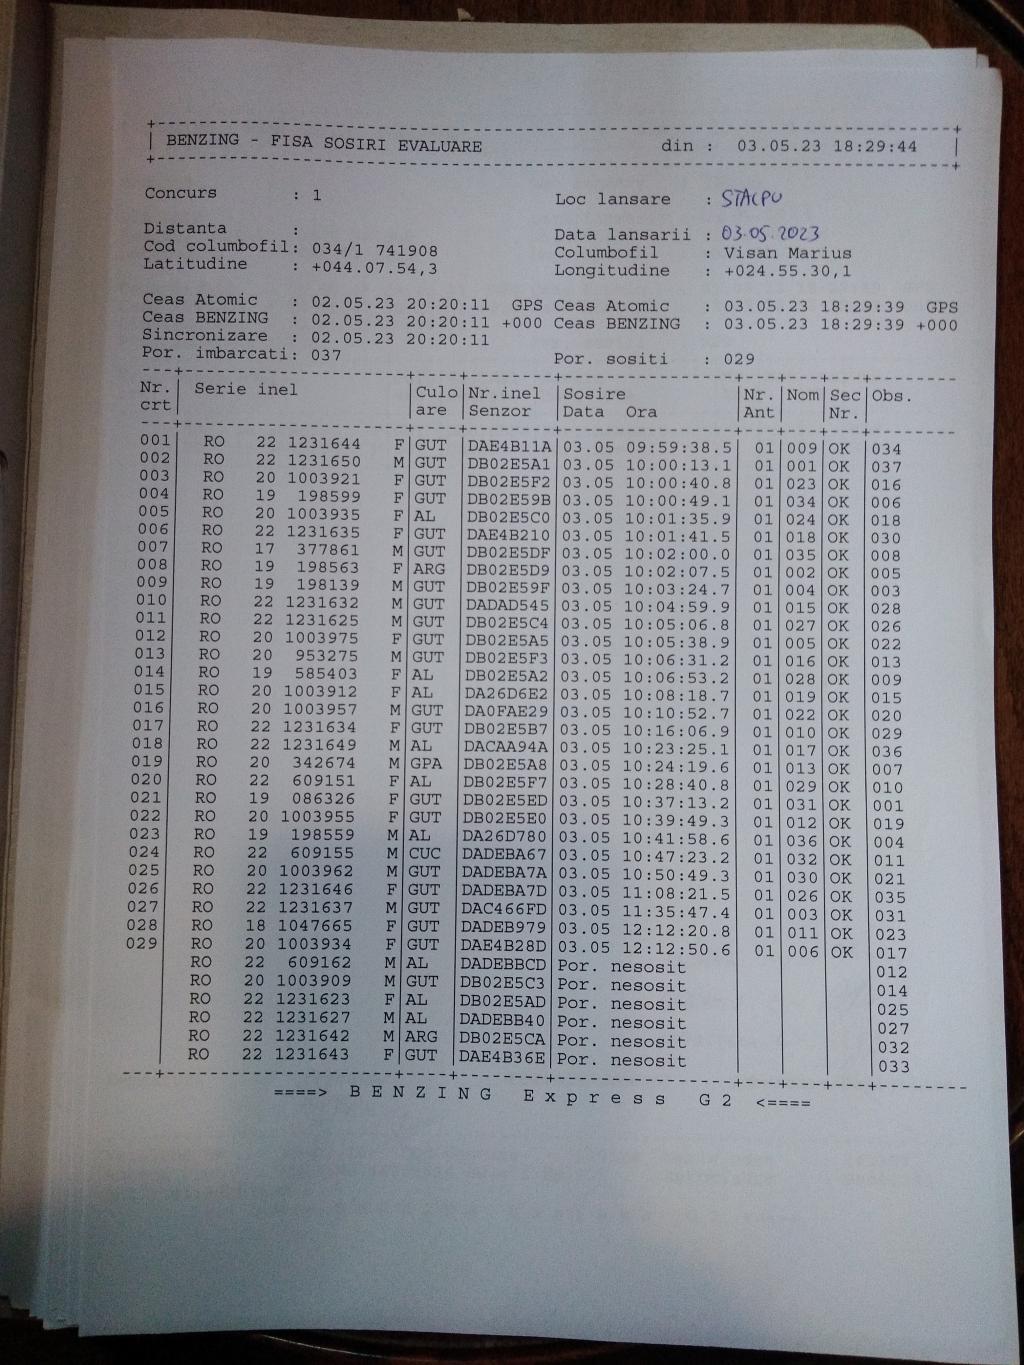 BENZING - FISA SOSIRI EVALUARE din : 03.05.23 18:29:44
Concurs : 1 Loc lansare : STALPU
Distanta : Data lansarii : 03.05.2023
Cod columbofil: 034/1 741908 Columbofil : Visan Marius
Latitudine : +044.07.54,3 Longitudine : +024.55.30,1
Ceas Atomic : 02.05.23 20:20:11 GPS Ceas Atomic : 03.05.23 18:29:39 GPS
Ceas BENZING : 02.05.23 20:20:11 +000 Ceas BENZING : 03.05.23 18:29:39 +000
Sincronizare : 02.05.23 20:20:11
Por. imbarcati: 037 Por. sositi : 029
Nr. Serie inel Culo Nr.inel Sosire Nr. Nom Sec Obs.
crt are Senzor Data Ora Ant Nr.
001 RO 22 1231644 F GUT DAE4B11A 03.05 09:59:38.5 01 009 OK 034
002 RO 22 1231650 M GUT DB02E5A1 03.05 10:00:13.1 01 001 OK 037
003 RO 20 1003921 F GUT DB02E5F2 03.05 10:00:40.8 01 023 OK 016
004 RO 19 198599 F GUT DB02E59B 03.05 10:00:49.1 01 034 OK 006
005 RO 20 1003935 F AL DB02E5C0 03.05 10:01:35.9 01 024 OK 018
006 RO 22 1231635 F GUT DAE4B210 03.05 10:01:41.5 01 018 OK 030
007 RO 17 377861 M GUT DB02E5DF 03.05 10:02:00.0 01 035 OK 008
008 RO 19 198563 F ARG DB02E5D9 03.05 10:02:07.5 01 002 OK 005
009 RO 19 198139 M GUT DB02E59F 03.05 10:03:24.7 01 004 OK 003
010 RO 22 1231632 M GUT DADAD545 03.05 10:04:59.9 01 015 OK 028
011 RO 22 1231625 M GUT DB02E5C4 03.05 10:05:06.8 01 027 OK 026
012 RO 20 1003975 F GUT DB02E5A5 03.05 10:05:38.9 01 005 OK 022
013 RO 20 953275 M GUT DB02E5F3 03.05 10:06:31.2 01 016 OK 013
014 RO 19 585403 F AL DB02E5A2 03.05 10:06:53.2 01 028 OK 009
015 RO 20 1003912 F AL DA26D6E2 03.05 10:08:18.7 01 019 OK 015
016 RO 20 1003957 M GUT DA0FAE29 03.05 10:10:52.7 01 022 OK 020
017 RO 22 1231634 F GUT DB02E5B7 03.05 10:16:06.9 01 010 OK 029
018 RO 22 1231649 M AL DACAA94A 03.05 10:23:25.1 01 017 OK 036
019 RO 20 342674 M GPA DB02E5A8 03.05 10:24:19.6 01 013 OK 007
020 RO 22 609151 F AL DB02E5F7 03.05 10:28:40.8 01 029 OK 010
021 RO 19 086326 F GUT DB02E5ED 03.05 10:37:13.2 01 031 OK 001
022 RO 20 1003955 F GUT DB02E5E0 03.05 10:39:49.3 01 012 OK 019
023 RO 19 198559 M AL DA26D780 03.05 10:41:58.6 01 036 OK 004
024 RO 22 609155 M CUC DADEBA67 03.05 10:47:23.2 01 032 OK 011
025 RO 20 1003962 M GUT DADEBA7A 03.05 10:50:49.3 01 030 OK 021
026 RO 22 1231646 F GUT DADEBA7D 03.05 11:08:21.5 01 026 OK 035
027 RO 22 1231637 M GUT DAC466FD 03.05 11:35:47.4 01 003 OK 031
028 RO 18 1047665 F GUT DADEB979 03.05 12:12:20.8 01 011 OK 023
029 RO 20 1003934 F GUT DAE4B28D 03.05 12:12:50.6 01 006 OK 017
RO 22 609162 M AL DADEBBCD Por. nesosit 012
RO 20 1003909 M GUT DB02E5C3 Por. nesosit 014
RO 22 1231623 F AL DB02E5AD Por. nesosit 025
RO 22 1231627 M AL DADEBB40 Por. nesosit 027
RO 22 1231642 M ARG DB02E5CA Por. nesosit 032
RO 22 1231643 F GUT DAE4B36E Por. nesosit 033
====> B E N Z I N G E x p r e s s G 2 <====